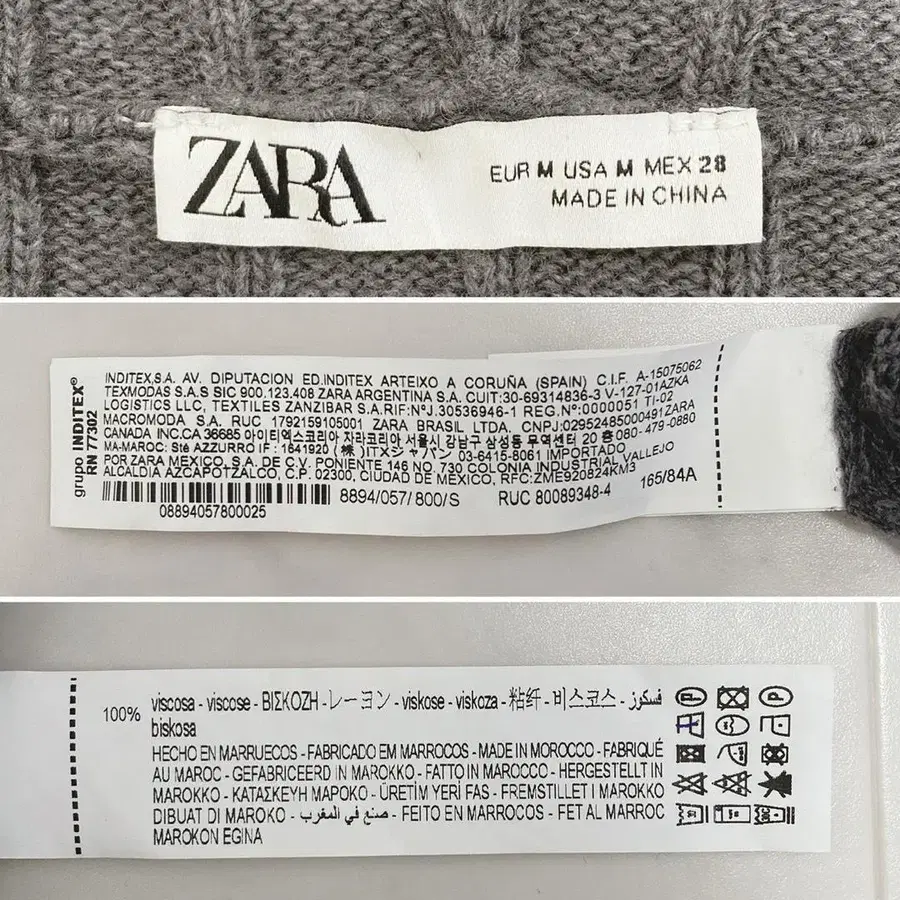 ZARA
EUR M USA M MEX 28
MADE IN CHINA
grupo INDITEX®
RN 77302
INDITEX,S.A. AV. DIPUTACION ED.INDITEX ARTEIXO A CORUÑA (SPAIN) C.I.F. A-15075062
TEXMODAS S.A.S SIC 900.123.408 ZARA ARGENTINA S.A. CUIT:30-69314836-3 V-127-01AZKA
LOGISTICS LLC, TEXTILES ZANZIBAR S.A.RIF:NºJ.30536946-1 REG.Nº:0000051 TI-02
MACROMODA S.A. RUC 1792159105001 ZARA BRASIL LTDA, CNPJ:02952485000491ZARA
CANADA INC.CA 36685 아이티엑스코리아 자라코리아 서울시 강남구 삼성동 무역센터 20 층 080-479-0880
MA-MAROC: Sté AZZURRO IF : 1641920 (株)ITXジャパン 03-6415-8061 IMPORTADO
POR ZARA MEXICO, S.A. DE C.V. PONIENTE 146 NO. 730 COLONIA INDUSTRIAL VALLEJO
ALCALDIA AZCAPOTZALCO, C.P. 02300, CIUDAD DE MEXICO, RFC:ZME920824KM3
08894057800025
8894/057/800/S
RUC 80089348-4
165/84A
100%
viscosa - viscose - ΒΙΣΚΟΖΗ - レーヨン - viskose - viskoza - 粘纤 - 비스코스 - فسكوز
biskosa
HECHO EN MARRUECOS - FABRICADO EM MARROCOS - MADE IN MOROCCO - FABRIQUÉ
AU MAROC - GEFABRICEERD IN MAROKKO - FATTO IN MAROCCO - HERGESTELLT IN
MAROKKO - ΚΑΤΑΣΚΕΥΗ ΜΑΡΟΚΟ - ÜRETİM YERİ FAS - FREMSTILLET I MAROKKO
DIBUAT DI MAROKO - صنع في المغرب - FEITO EN MARROCOS - FET AL MARROC
MAROKON EGINA